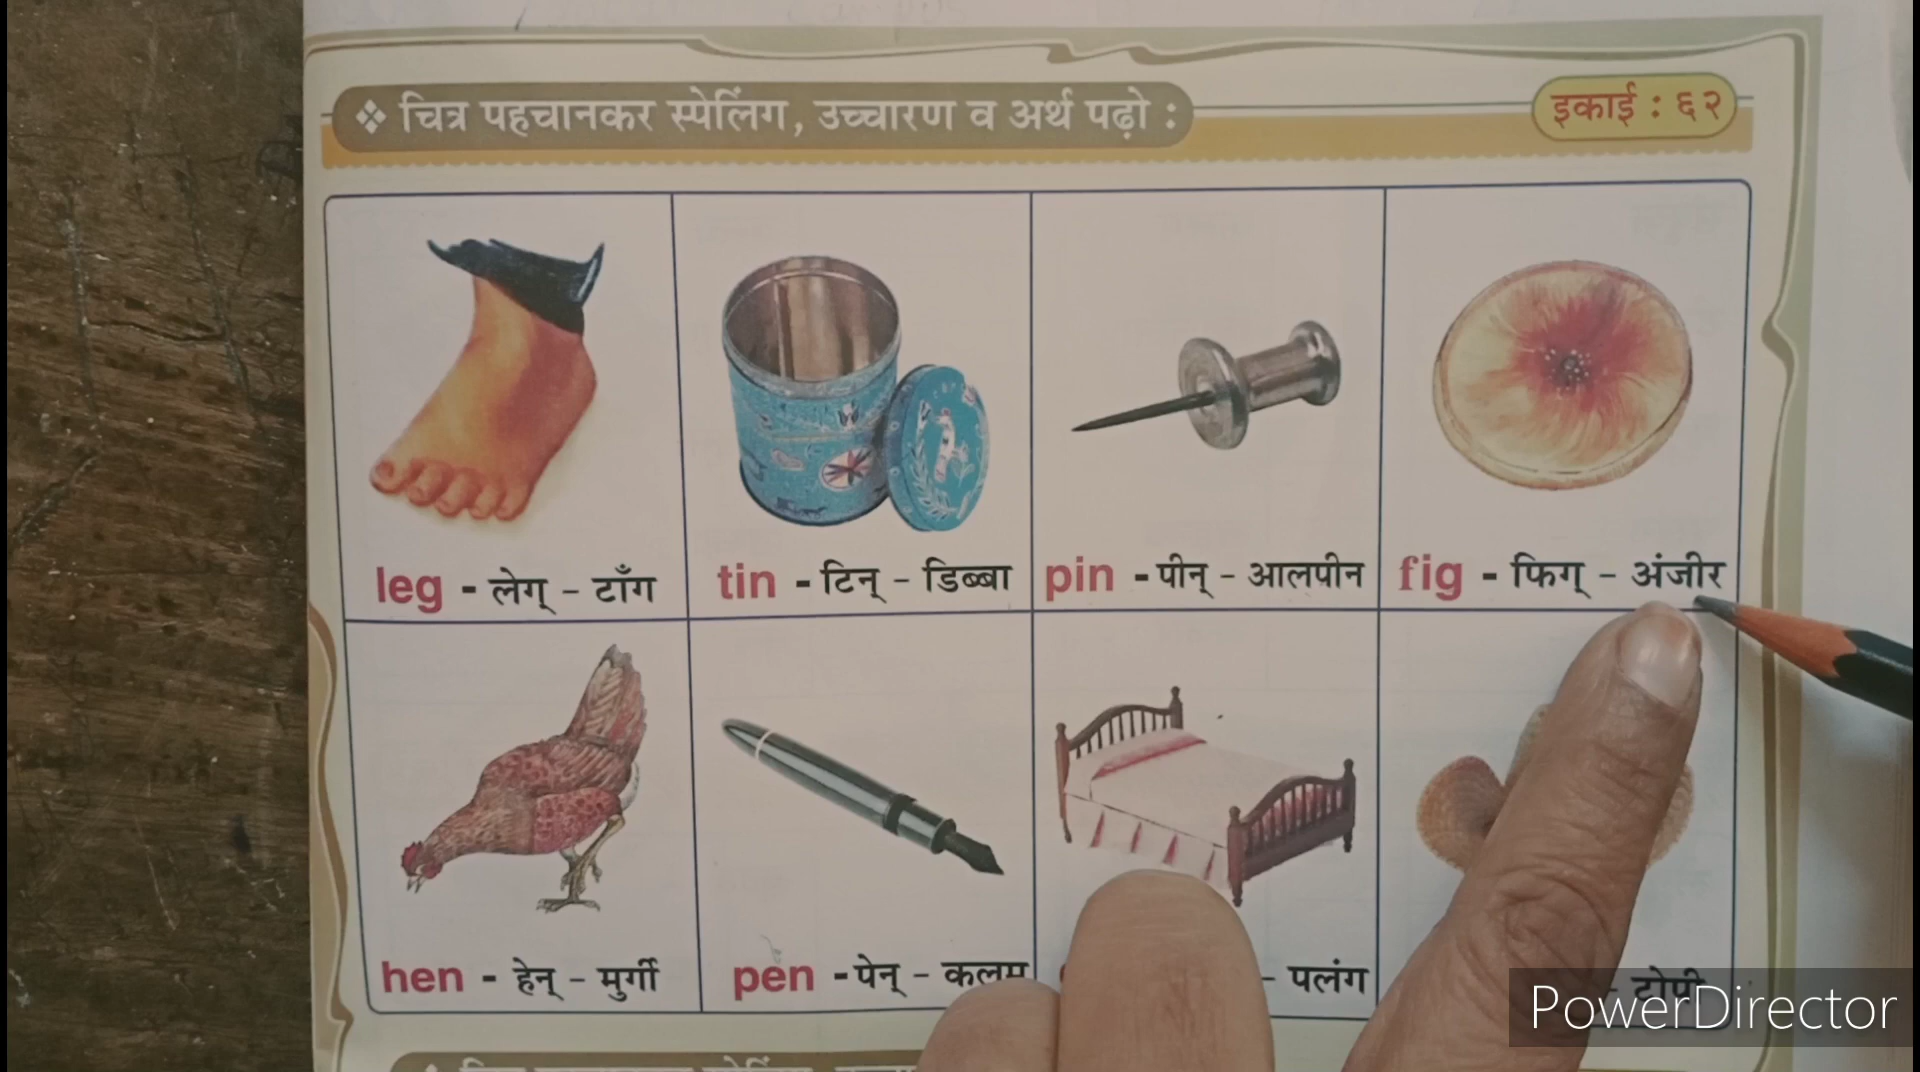 ❖ चित्र पहचानकर स्पेलिंग, उच्चारण व अर्थ पढ़ो :
इकाई : ६२
leg - लेग् - टाँग
tin - टिन् - डिब्बा
pin - पीन् - आलपीन
fig - फिग् - अंजीर
hen - हेन् - मुर्गी
pen - पेन् - कलम
- पलंग
- टोपी
PowerDirector